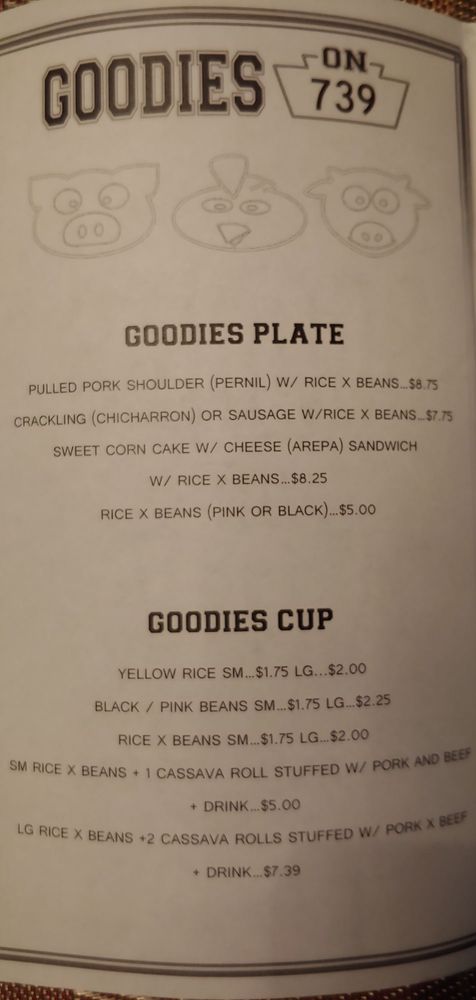 GOODIES ON
739
GOODIES PLATE
PULLED PORK SHOULDER (PERNIL) W/ RICE X BEANS...$8.75
CRACKLING (CHICHARRON) OR SAUSAGE W/RICE X BEANS...$7.75
SWEET CORN CAKE W/ CHEESE (AREPA) SANDWICH
W/ RICE X BEANS...$8.25
RICE X BEANS (PINK OR BLACK)...$5.00
GOODIES CUP
YELLOW RICE SM...$1.75 LG...$2.00
BLACK / PINK BEANS SM...$1.75 LG...$2.25
RICE X BEANS SM...$1.75 LG...$2.00
SM RICE X BEANS + 1 CASSAVA ROLL STUFFED W/ PORK AND BEEF
+ DRINK...$5.00
LG RICE X BEANS +2 CASSAVA ROLLS STUFFED W/ PORK X BEEF
+ DRINK...$7.39